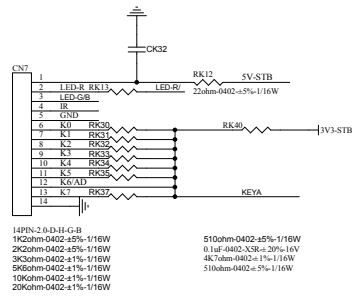 CK32
CN7
1 RK12 5V-STB
2 LED-R RK13 LED-R/ 22ohm-0402-±5%-1/16W
3 LED-G/B
4 IR
5 GND
6 K0 RK30 RK40 3V3-STB
7 K1 RK31
8 K2 RK32
9 K3 RK33
10 K4 RK34
11 K5 RK35
12 K6/AD
13 K7 RK37 KEYA
14
14PIN-2.0-D-H-G-B
1K2ohm-0402-±5%-1/16W 510ohm-0402-±5%-1/16W
2K2ohm-0402-±5%-1/16W 0.1uF-0402-X5R-±20%-16V
3K3ohm-0402-±1%-1/16W 4K7ohm-0402-±1%-1/16W
5K6ohm-0402-±1%-1/16W 510ohm-0402-±5%-1/16W
10Kohm-0402-±1%-1/16W
20Kohm-0402-±1%-1/16W